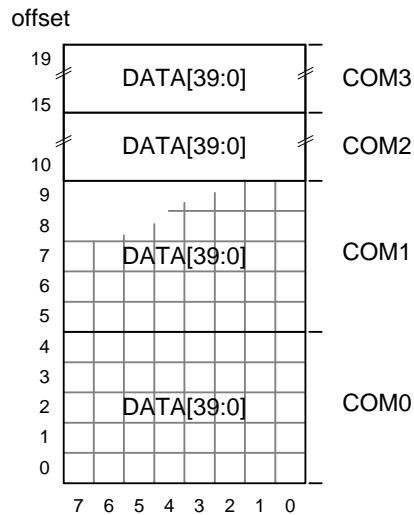 offset
19
DATA[39:0] COM3
15
DATA[39:0] COM2
10
9
8
7 DATA[39:0] COM1
6
5
4
3
2 DATA[39:0] COM0
1
0
7 6 5 4 3 2 1 0